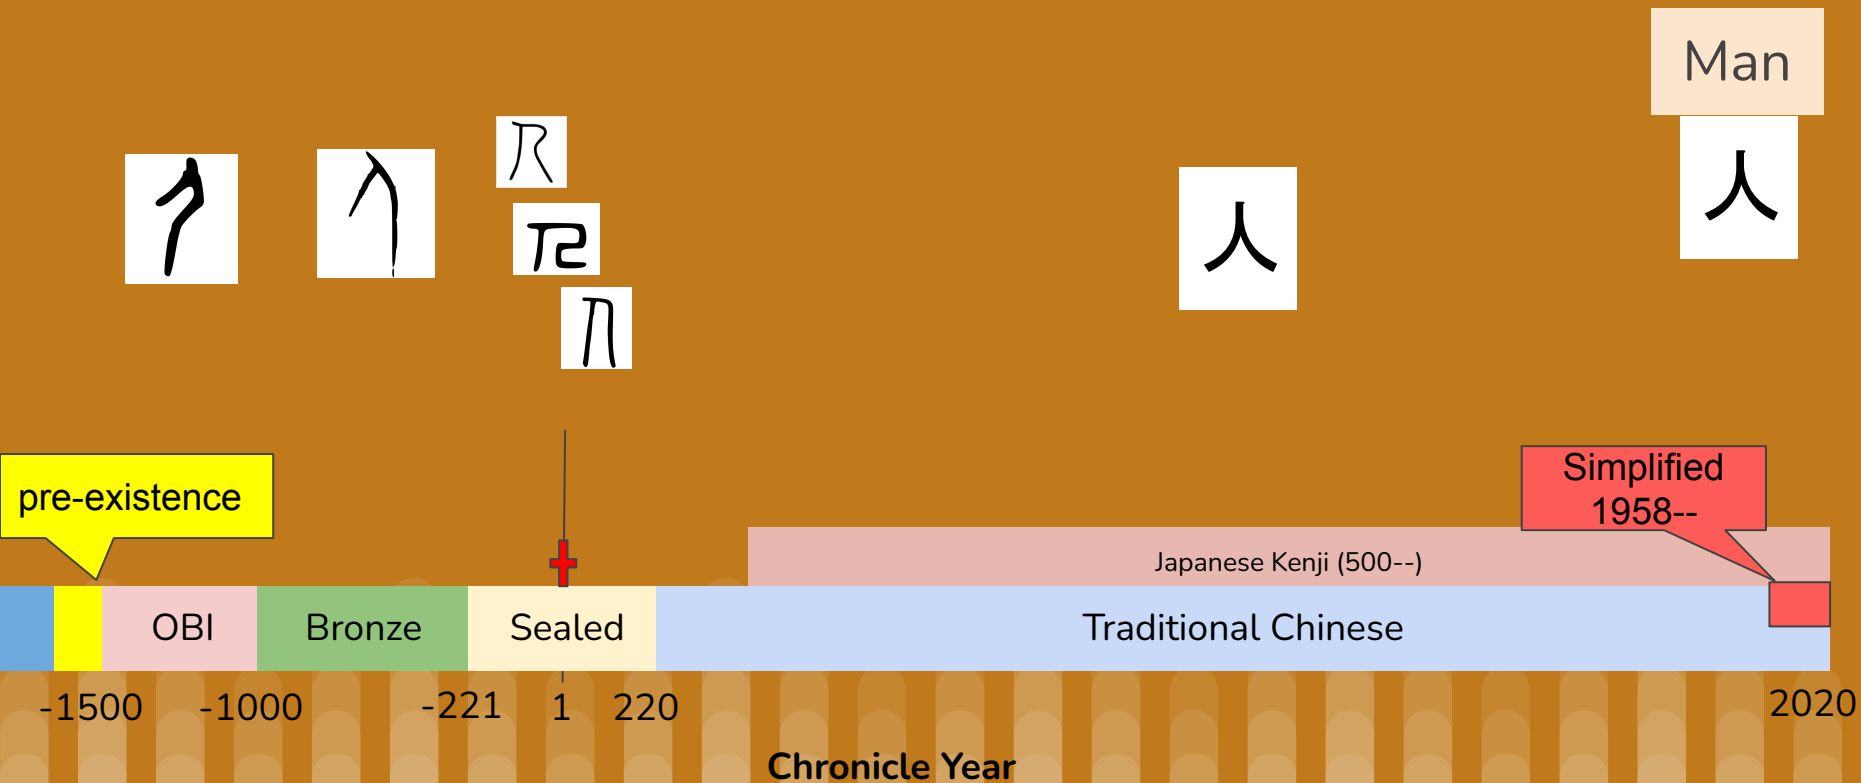 Man
人
人
pre-existence
Simplified
1958--
Japanese Kenji (500--)
OBI
Bronze
Sealed
Traditional Chinese
-1500
-1000
-221
1
220
2020
Chronicle Year